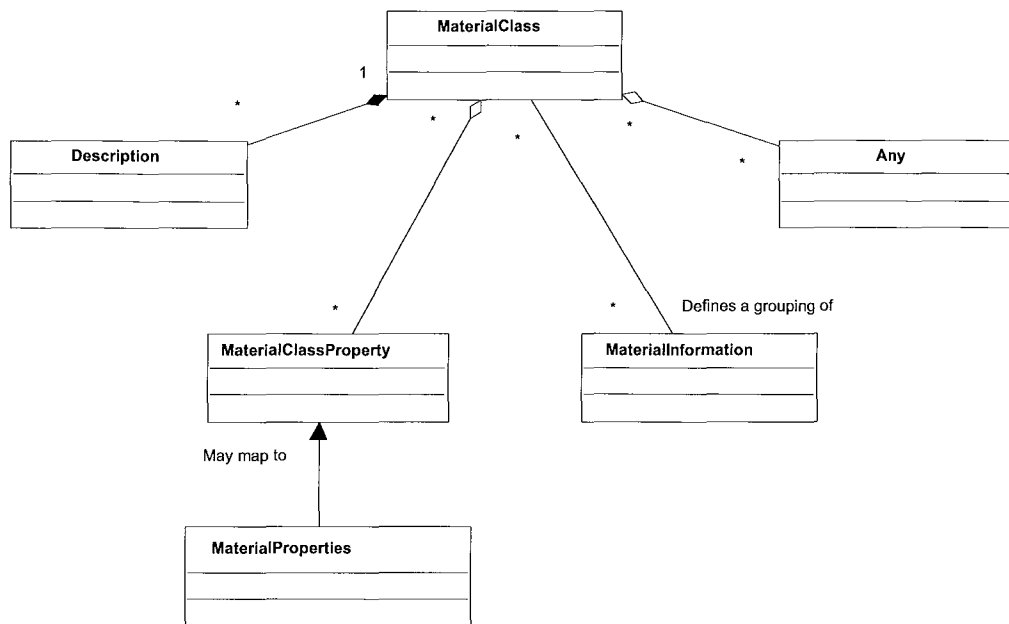 MaterialClass
1
*
*
*
*
*
Description
Any
*
*
Defines a grouping of
MaterialClassProperty
MaterialInformation
May map to
MaterialProperties